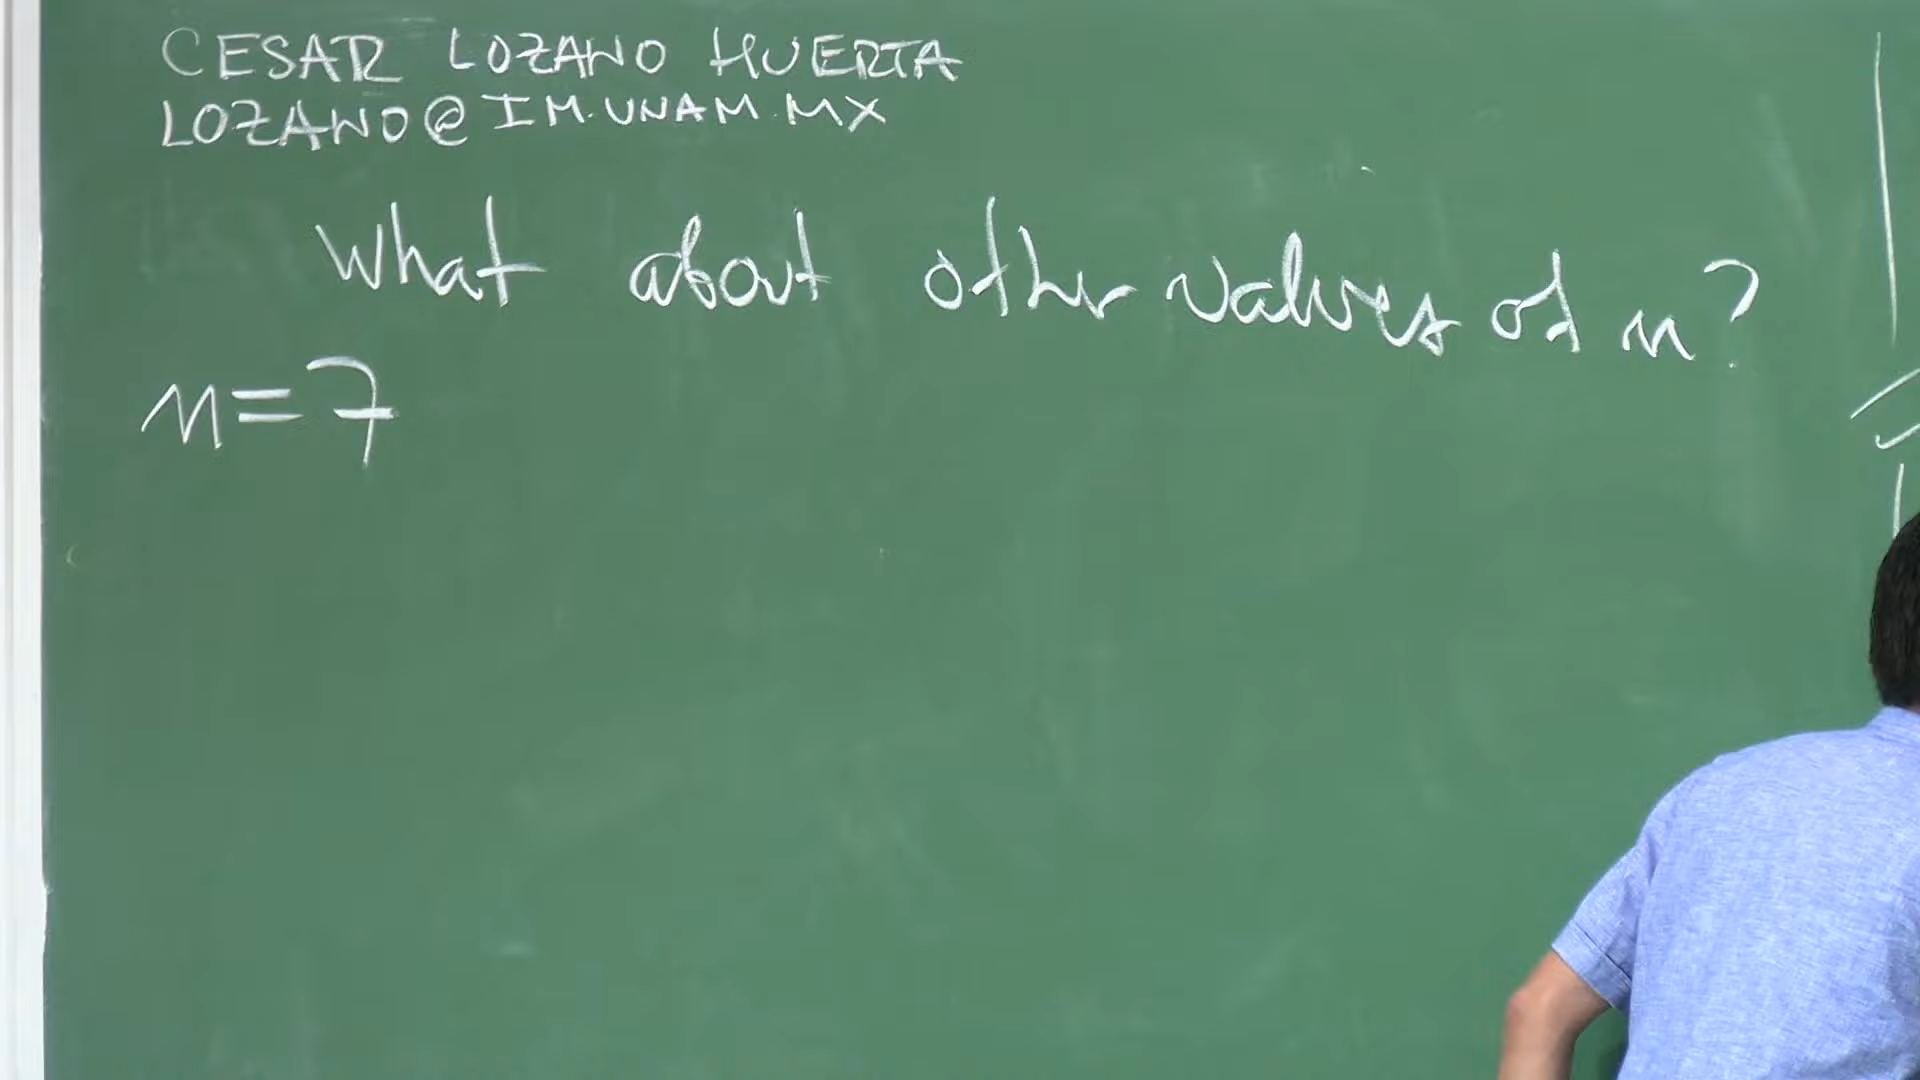 CESAR LOZANO HUERTA
LOZANO@IM.UNAM.MX
What about other values of n?
n=7